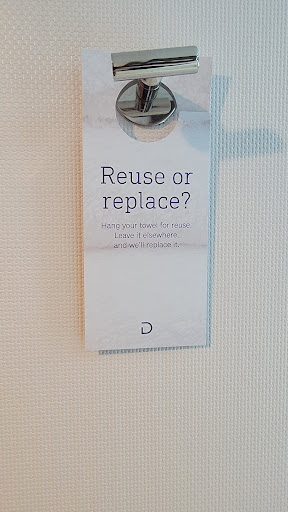 Reuse or
replace?
Hang your towel for reuse.
Leave it elsewhere,
and we'll replace it.
D